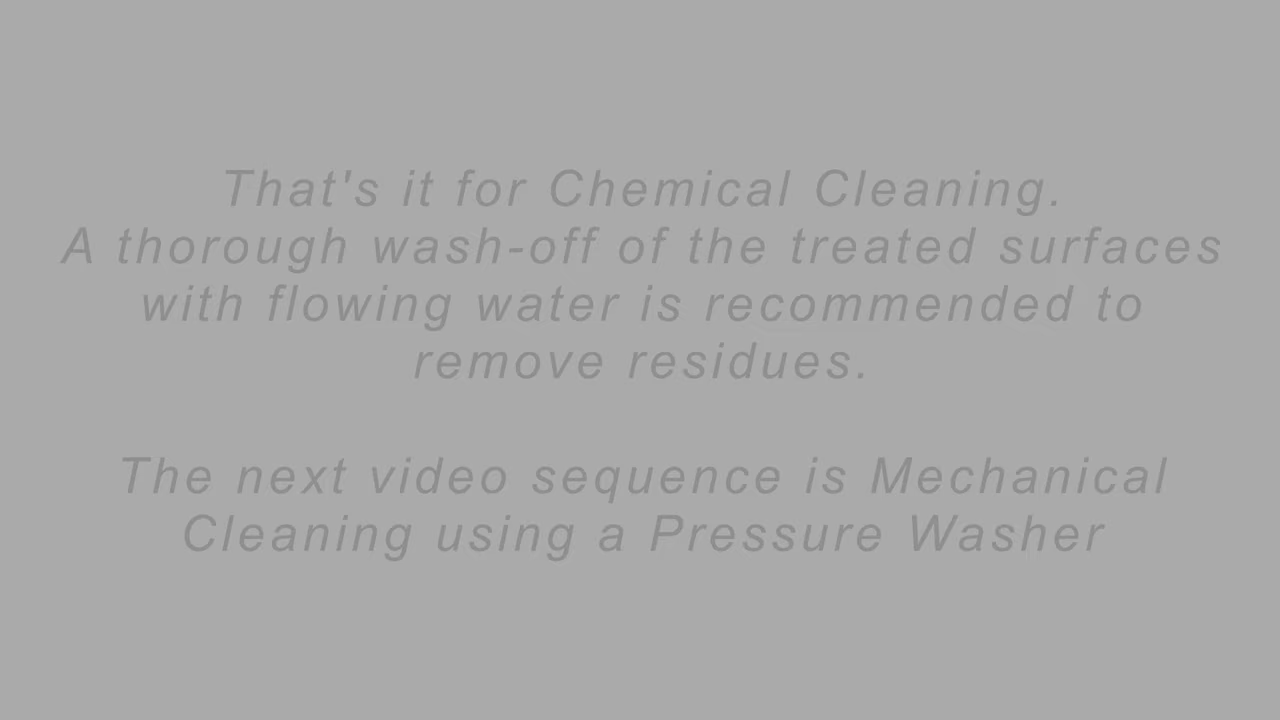 That's it for Chemical Cleaning.
A thorough wash-off of the treated surfaces
with flowing water is recommended to
remove residues.
The next video sequence is Mechanical
Cleaning using a Pressure Washer